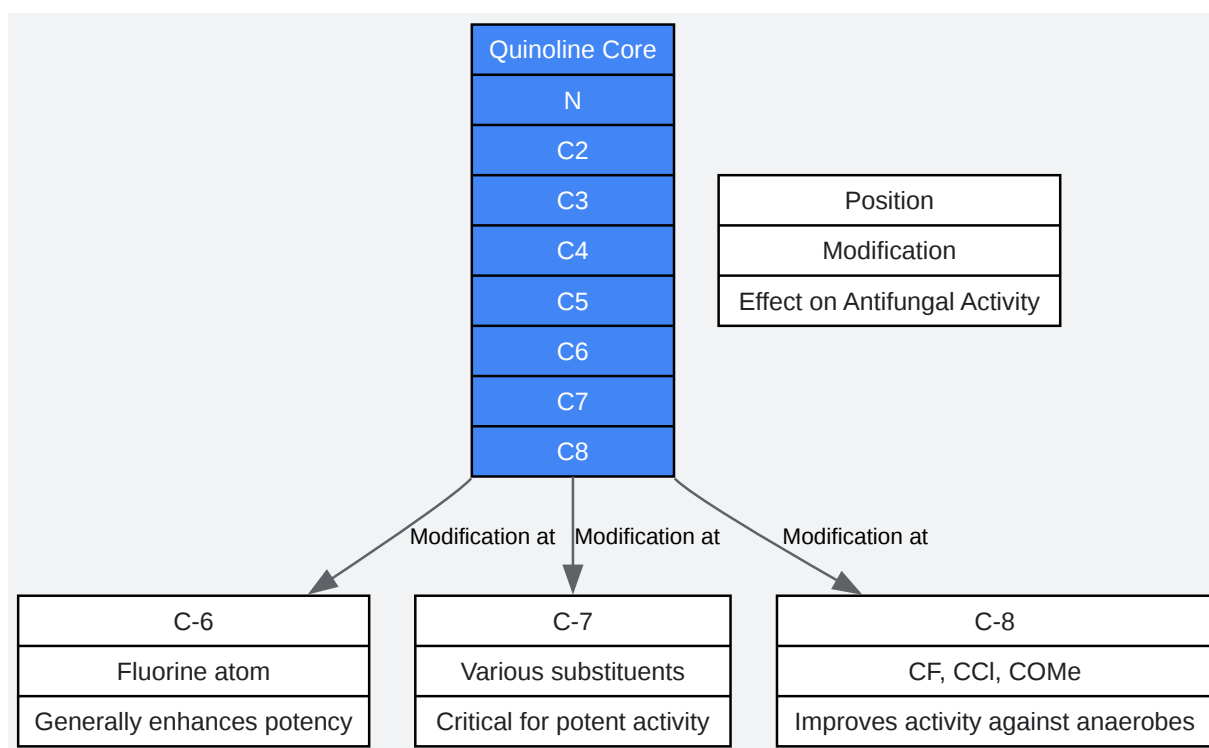 Quinoline Core
N
C2
C3
C4
C5
C6
C7
C8
Position
Modification
Effect on Antifungal Activity
Modification at
Modification at
Modification at
C-6
Fluorine atom
Generally enhances potency
C-7
Various substituents
Critical for potent activity
C-8
CF, CCl, COMe
Improves activity against anaerobes